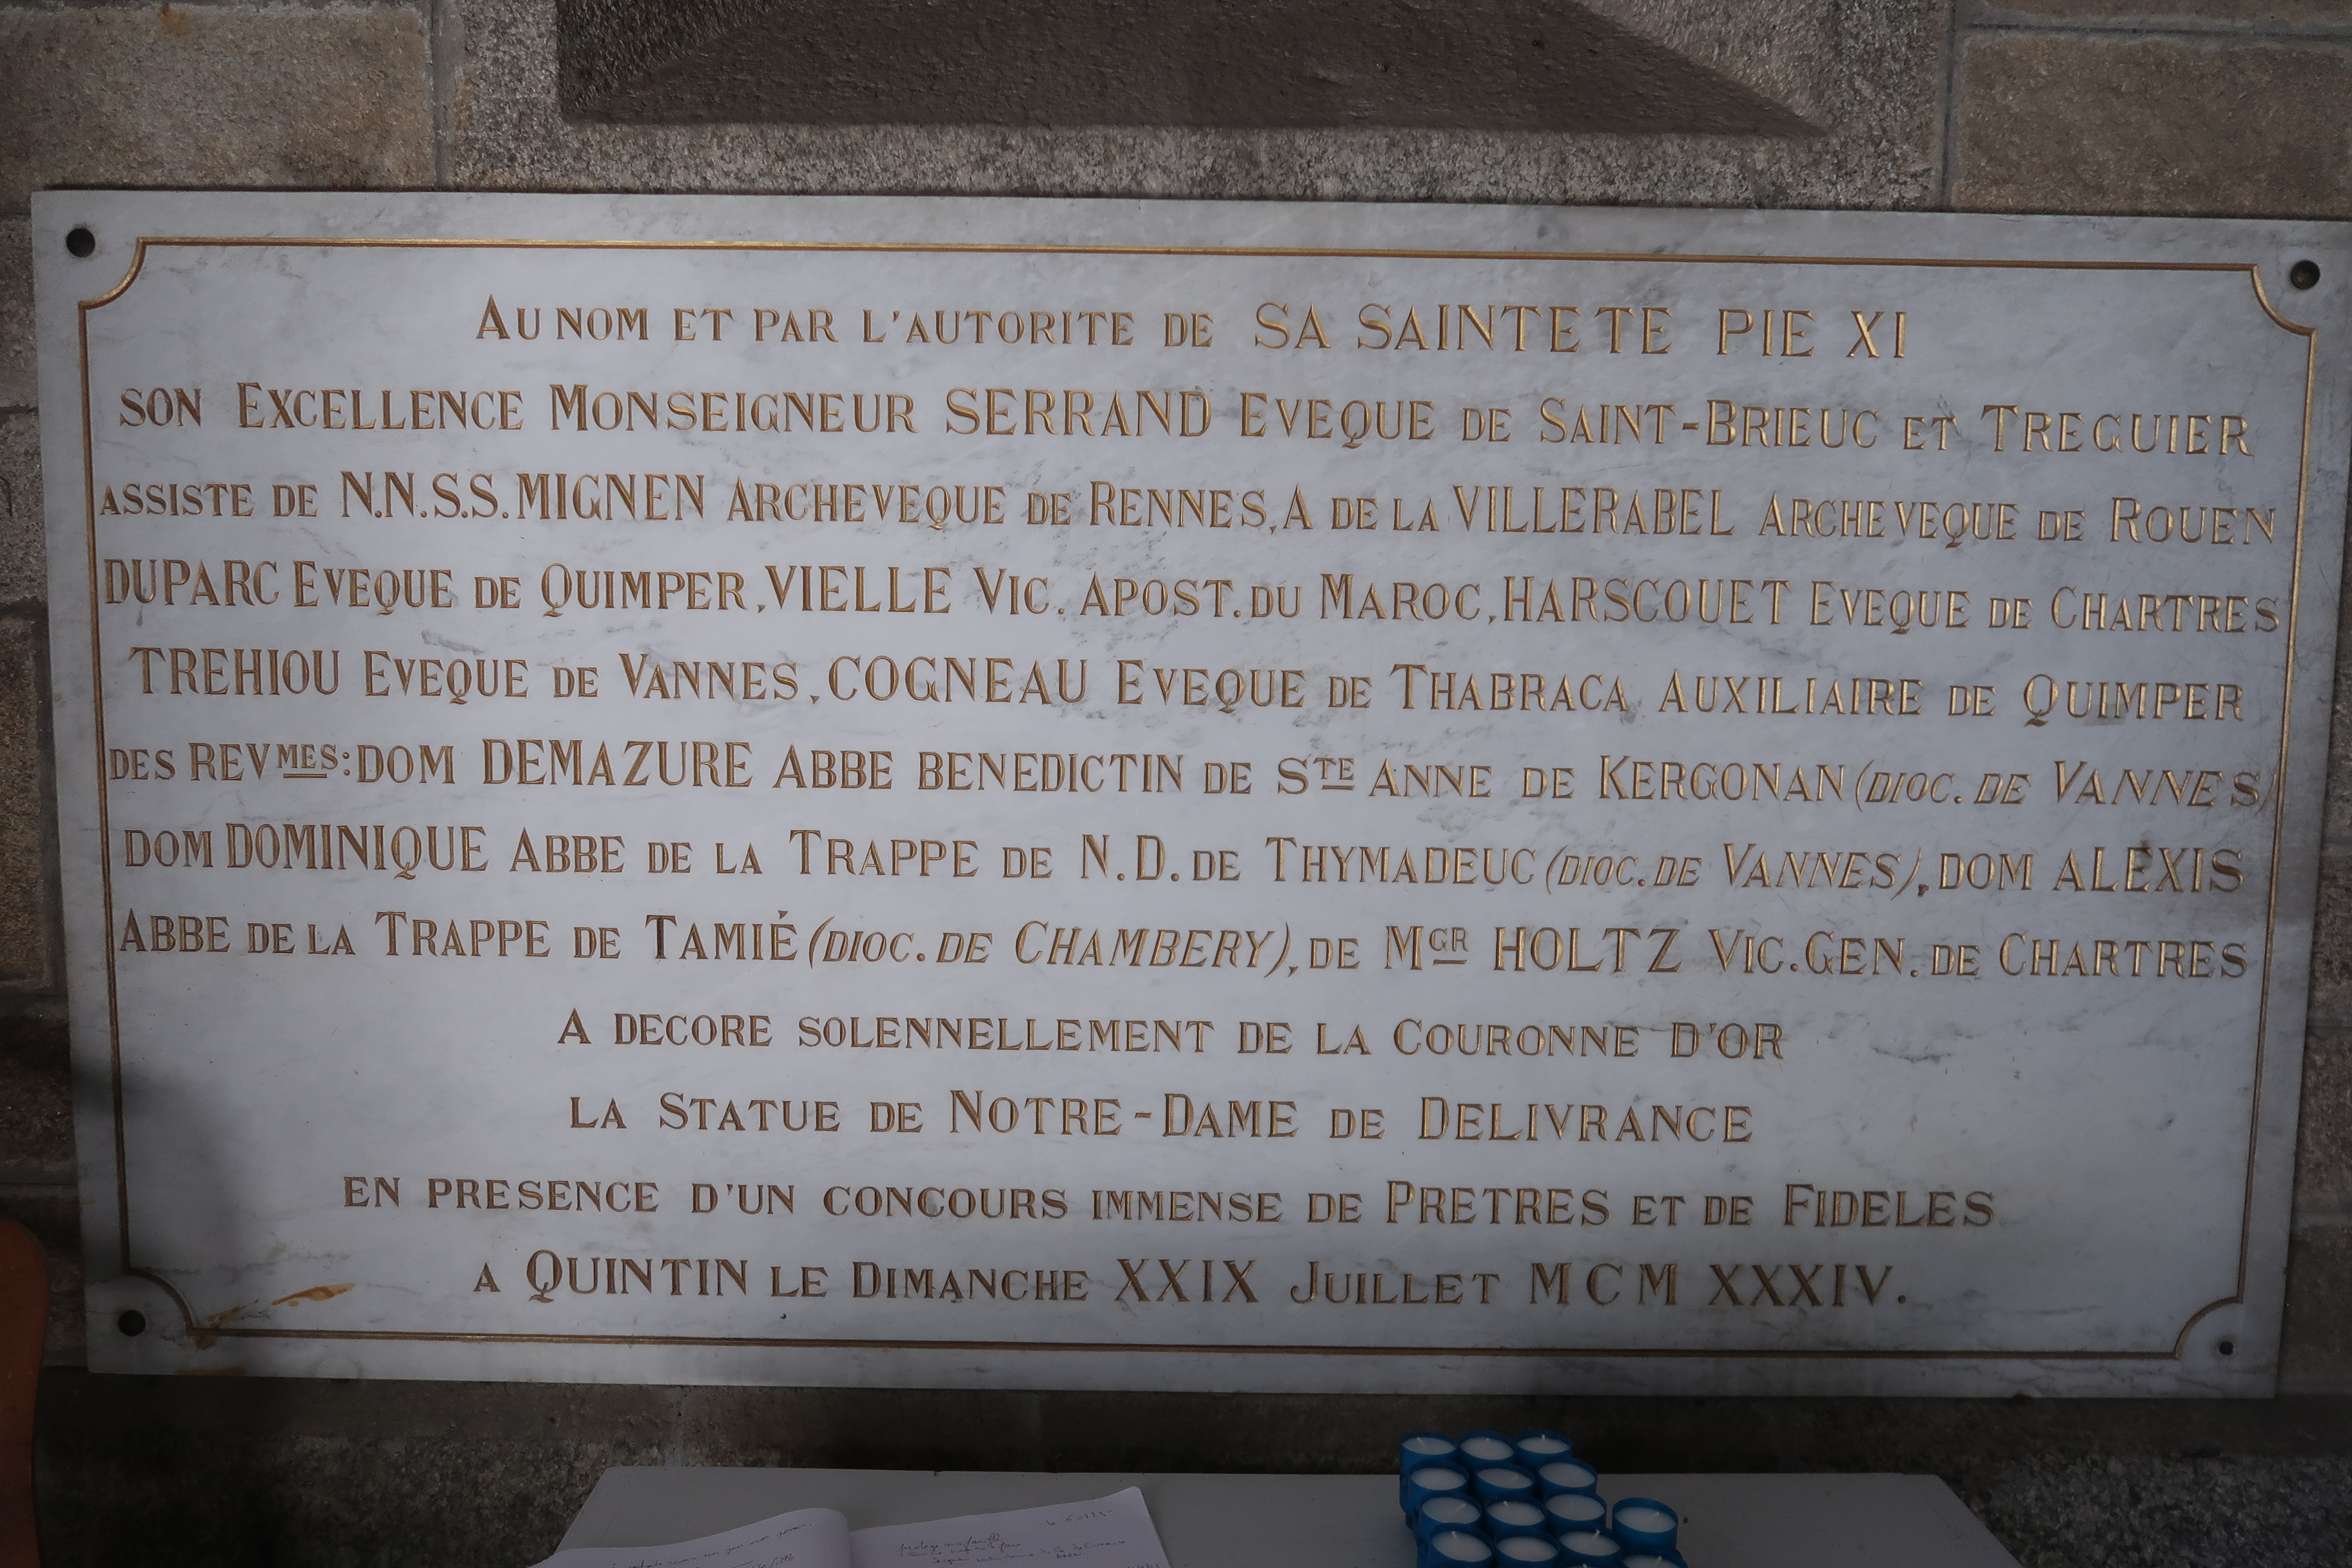 AU NOM ET PAR L'AUTORITE DE SA SAINTETE PIE XI
SON EXCELLENCE MONSEIGNEUR SERRAND EVEQUE DE SAINT-BRIEUC ET TREGUIER
ASSISTE DE N.N.S.S. MIGNEN ARCHEVEQUE DE RENNES, A DE LA VILLERABEL ARCHEVEQUE DE ROUEN
DUPARC EVEQUE DE QUIMPER, VIELLE VIC. APOST. DU MAROC, HARSCOUET EVEQUE DE CHARTRES
TREHIOU EVEQUE DE VANNES, COGNEAU EVEQUE DE THABRACA AUXILIAIRE DE QUIMPER
DES REVMES: DOM DEMAZURE ABBE BENEDICTIN DE STE ANNE DE KERGONAN (DIOC. DE VANNES)
DOM DOMINIQUE ABBE DE LA TRAPPE DE N.D. DE THYMADEUC (DIOC. DE VANNES), DOM ALEXIS
ABBE DE LA TRAPPE DE TAMIÉ (DIOC. DE CHAMBERY), DE MGR HOLTZ VIC. GEN. DE CHARTRES
A DECORE SOLENNELLEMENT DE LA COURONNE D'OR
LA STATUE DE NOTRE-DAME DE DELIVRANCE
EN PRESENCE D'UN CONCOURS IMMENSE DE PRETRES ET DE FIDELES
A QUINTIN LE DIMANCHE XXIX JUILLET MCM XXXIV.